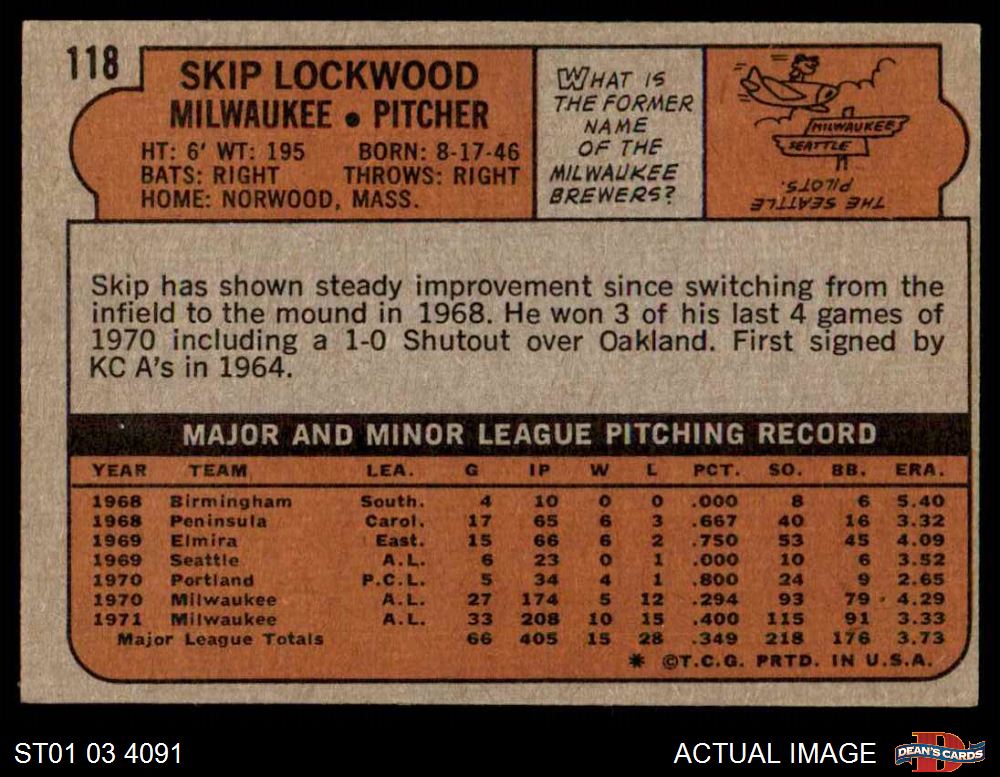 118
SKIP LOCKWOOD
MILWAUKEE • PITCHER
HT: 6' WT: 195 BORN: 8-17-46
BATS: RIGHT THROWS: RIGHT
HOME: NORWOOD, MASS.
WHAT IS
THE FORMER
NAME
OF THE
MILWAUKEE
BREWERS?
MILWAUKEE
SEATTLE
THE SEATTLE
PILOTS.
Skip has shown steady improvement since switching from the
infield to the mound in 1968. He won 3 of his last 4 games of
1970 including a 1-0 Shutout over Oakland. First signed by
KC A's in 1964.
MAJOR AND MINOR LEAGUE PITCHING RECORD
YEAR TEAM LEA. G IP W L PCT. SO. BB. ERA.
1968 Birmingham South. 4 10 0 0 .000 8 6 5.40
1968 Peninsula Carol. 17 65 6 3 .667 40 16 3.32
1969 Elmira East. 15 66 6 2 .750 53 45 4.09
1969 Seattle A.L. 6 23 0 1 .000 10 6 3.52
1970 Portland P.C.L. 5 34 4 1 .800 24 9 2.65
1970 Milwaukee A.L. 27 174 5 12 .294 93 79 4.29
1971 Milwaukee A.L. 33 208 10 15 .400 115 91 3.33
Major League Totals 66 405 15 28 .349 218 176 3.73
* ©T.C.G. PRTD. IN U.S.A.
ST01 03 4091
ACTUAL IMAGE
D
DEAN'S CARDS